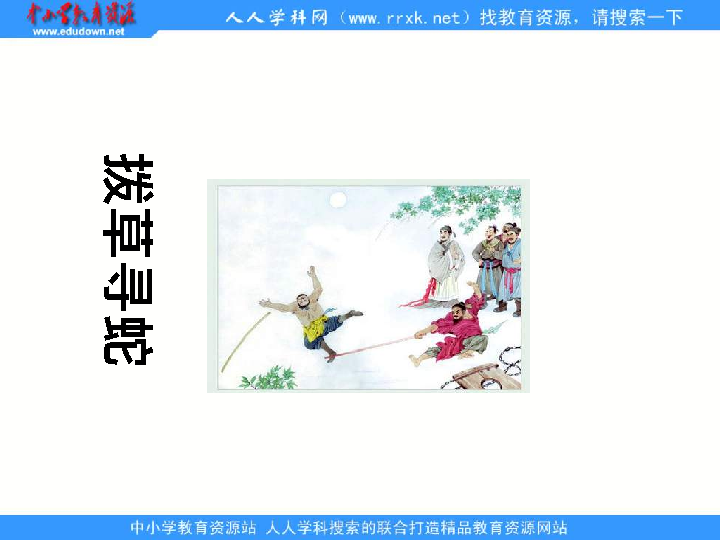 中小学教育资源
www.edudown.net
人人学科网（www.rrxk.net）找教育资源，请搜索一下
拨草寻蛇
中小学教育资源站 人人学科搜索的联合打造精品教育资源网站